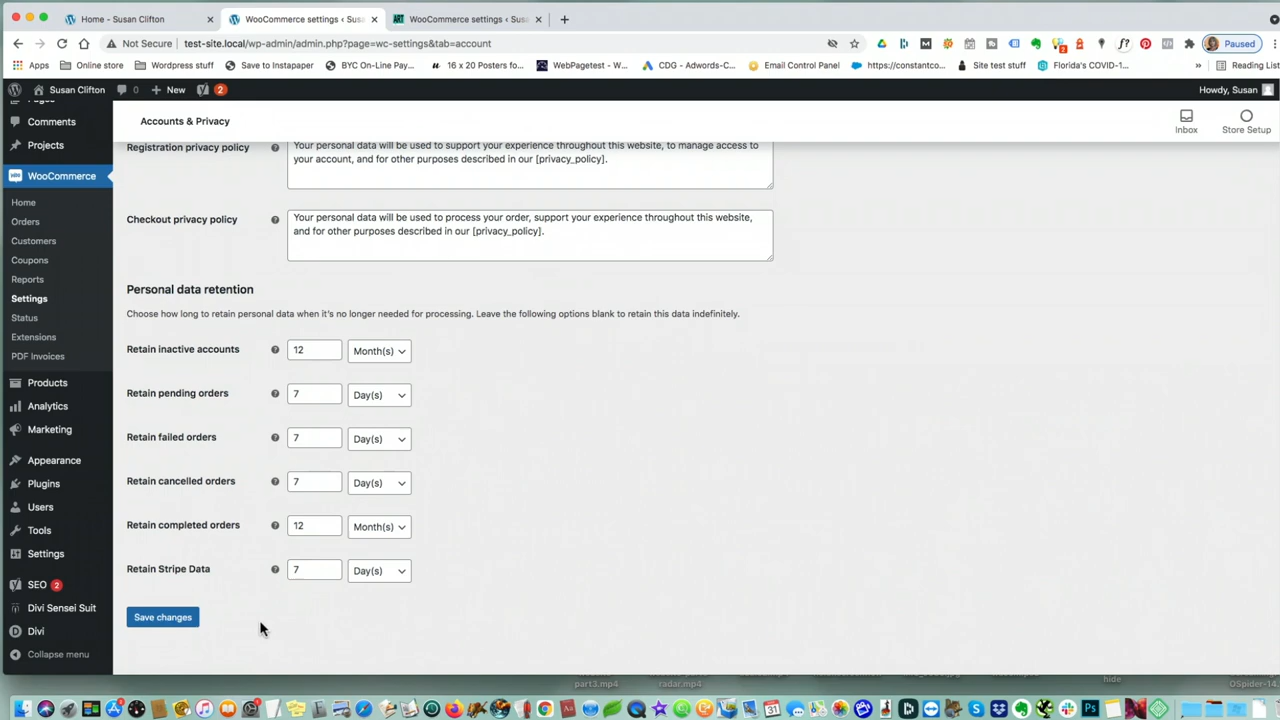 Home - Susan Clifton
WooCommerce settings ‹ Susa
WooCommerce settings ‹ Susa
Not Secure
test-site.local/wp-admin/admin.php?page=wc-settings&tab=account
Paused
Apps
Online store
Wordpress stuff
Save to Instapaper
BYC On-Line Pay...
16 x 20 Posters fo...
WebPagetest - W...
CDG - Adwords-C...
Email Control Panel
https://constantco...
Site test stuff
Florida's COVID-1...
»
Reading List
Susan Clifton
0
New
2
Howdy, Susan
Accounts & Privacy
Inbox
Store Setup
Comments
Projects
WooCommerce
Home
Orders
Customers
Coupons
Reports
Settings
Status
Extensions
PDF Invoices
Products
Analytics
Marketing
Appearance
Plugins
Users
Tools
Settings
SEO 2
Divi Sensei Suit
Divi
Collapse menu
Registration privacy policy
Your personal data will be used to support your experience throughout this website, to manage access to
your account, and for other purposes described in our [privacy_policy].
Checkout privacy policy
Your personal data will be used to process your order, support your experience throughout this website,
and for other purposes described in our [privacy_policy].
Personal data retention
Choose how long to retain personal data when it's no longer needed for processing. Leave the following options blank to retain this data indefinitely.
Retain inactive accounts
12
Month(s)
Retain pending orders
7
Day(s)
Retain failed orders
7
Day(s)
Retain cancelled orders
7
Day(s)
Retain completed orders
12
Month(s)
Retain Stripe Data
7
Day(s)
Save changes
part3.mp4
radar.mp4
hide
OSpider-14.